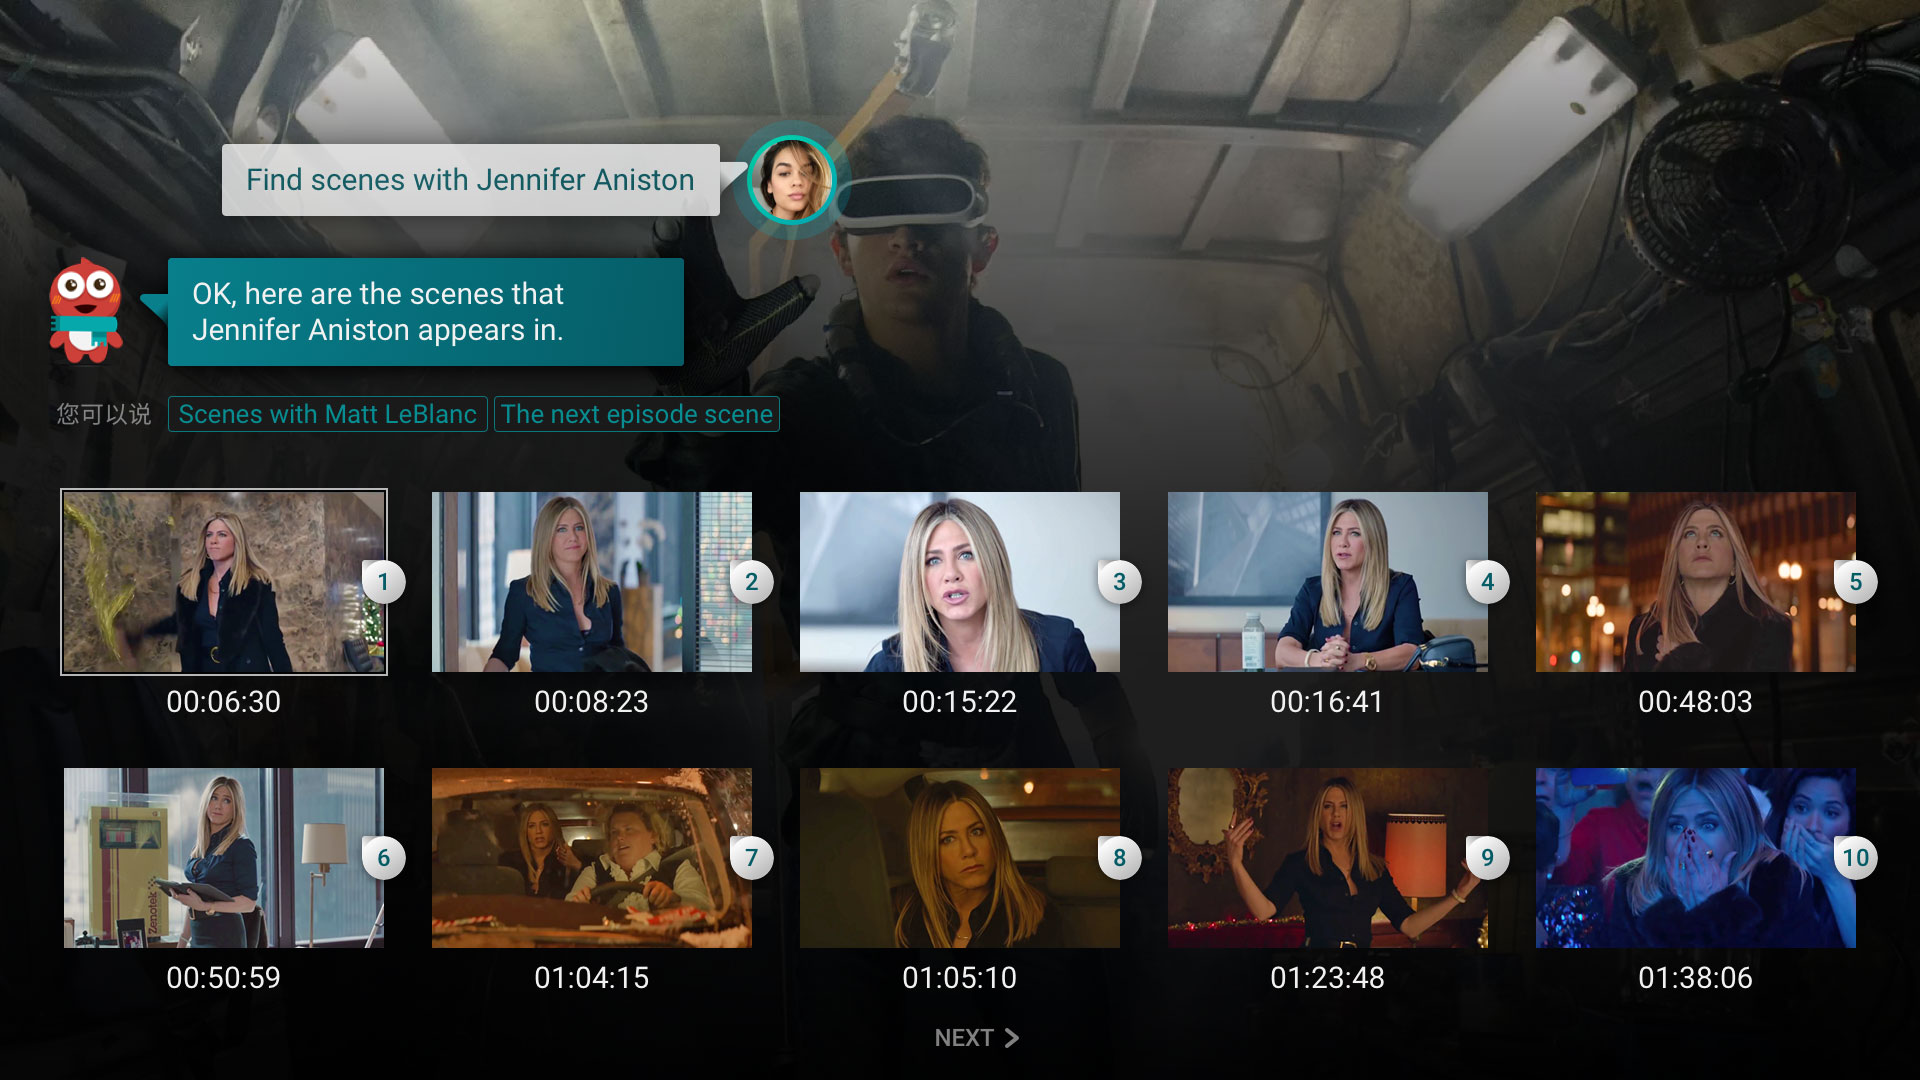 Find scenes with Jennifer Aniston
OK, here are the scenes that
Jennifer Aniston appears in.
您可以说 Scenes with Matt LeBlanc The next episode scene
1 2 3 4 5
00:06:30 00:08:23 00:15:22 00:16:41 00:48:03
Zenotek
6 7 8 9 10
00:50:59 01:04:15 01:05:10 01:23:48 01:38:06
NEXT